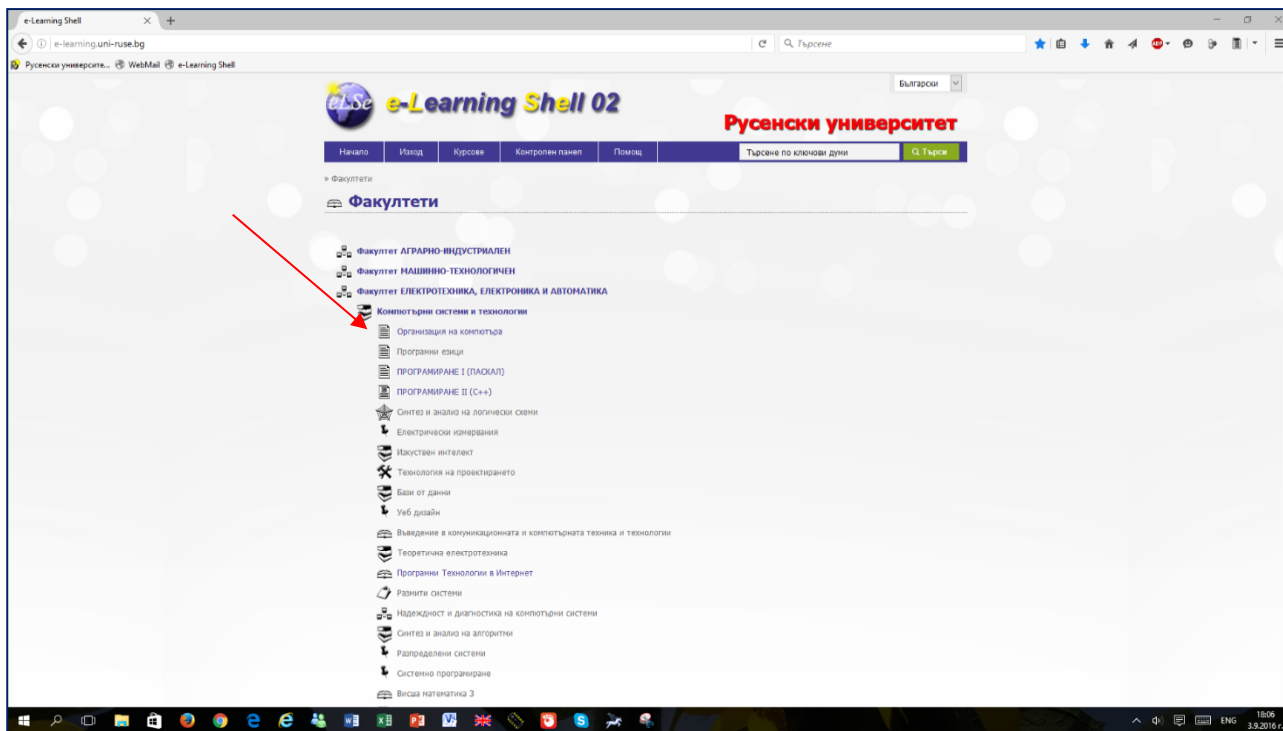 e-Learning Shell
e-learning.uni-ruse.bg
Търсене
Русенски университе... WebMail e-Learning Shell
Български
eLSe e-Learning Shell 02
Русенски университет
Начало Изход Курсове Контролен панел Помощ Търсене по ключови думи Търси
» Факултети
Факултети
Факултет АГРАРНО-ИНДУСТРИАЛЕН
Факултет МАШИННО-ТЕХНОЛОГИЧЕН
Факултет ЕЛЕКТРОТЕХНИКА, ЕЛЕКТРОНИКА И АВТОМАТИКА
Компютърни системи и технологии
Организация на компютъра
Програмни езици
ПРОГРАМИРАНЕ I (ПАСКАЛ)
ПРОГРАМИРАНЕ II (C++)
Синтез и анализ на логически схеми
Електрически измервания
Изкуствен интелект
Технология на проектирането
Бази от данни
Уеб дизайн
Въведение в комуникационната и компютърната техника и технологии
Теоретична електротехника
Програмни Технологии в Интернет
Размити системи
Надеждност и диагностика на компютърни системи
Синтез и анализ на алгоритми
Разпределени системи
Системно програмиране
Висша математика 3
ENG 18:06
3.9.2016 г.